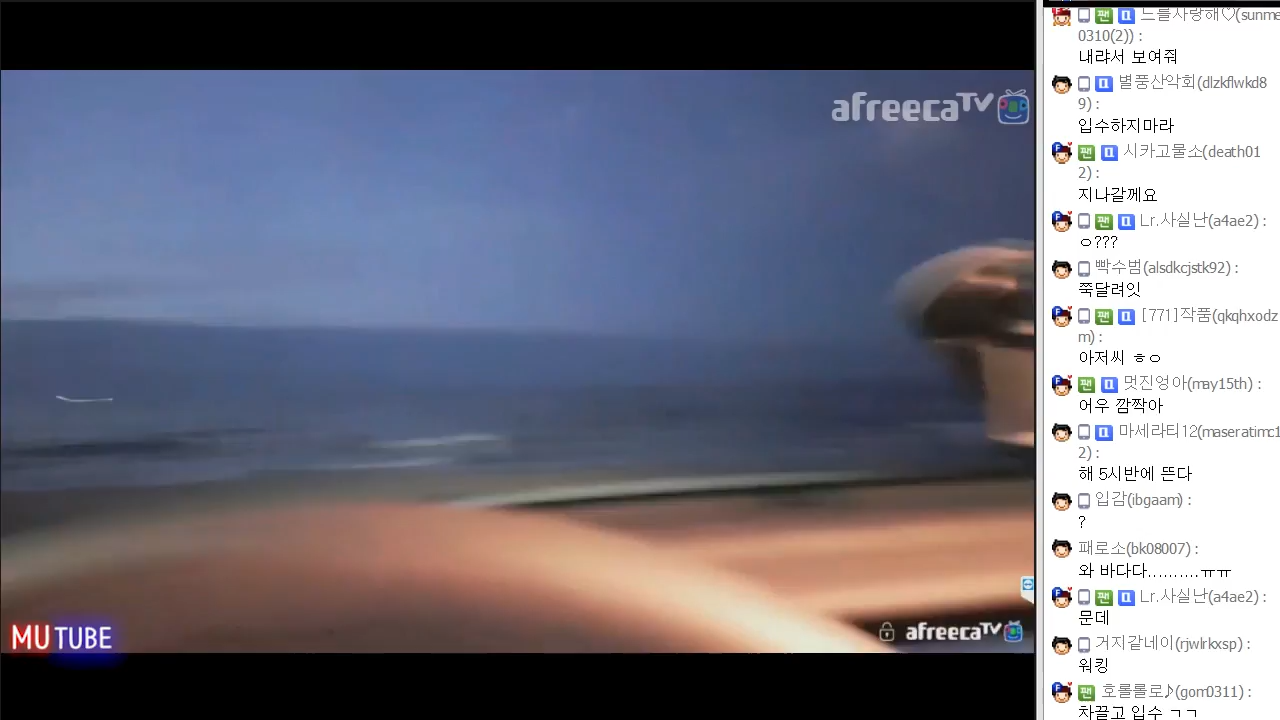 afreecaTV
MUTUBE
afreecaTV
드를사랑해♡(sunme
0310(2)) :
내랴서 보여줘
별풍산악회(dlzkflwkd8
9) :
입수하지마라
팬 시카고물소(death01
2) :
지나갈께요
팬 Lr.사실난(a4ae2) :
ㅇ???
빡수범(alsdkcjstk92) :
쭉달려잇
팬 [771]작품(qkqhxodz
m) :
아저씨 ㅎㅇ
팬 멋진엉아(may15th) :
어우 깜짝아
마세라티12(maseratimc1
2) :
해 5시반에 뜬다
입감(ibgaam) :
?
패로소(bk08007) :
와 바다다..........ㅠㅠ
팬 Lr.사실난(a4ae2) :
문데
거지같네이(rjwlrkxsp) :
워킹
팬 호롤롤로♪(gom0311) :
차끌고 입수 ㄱㄱ